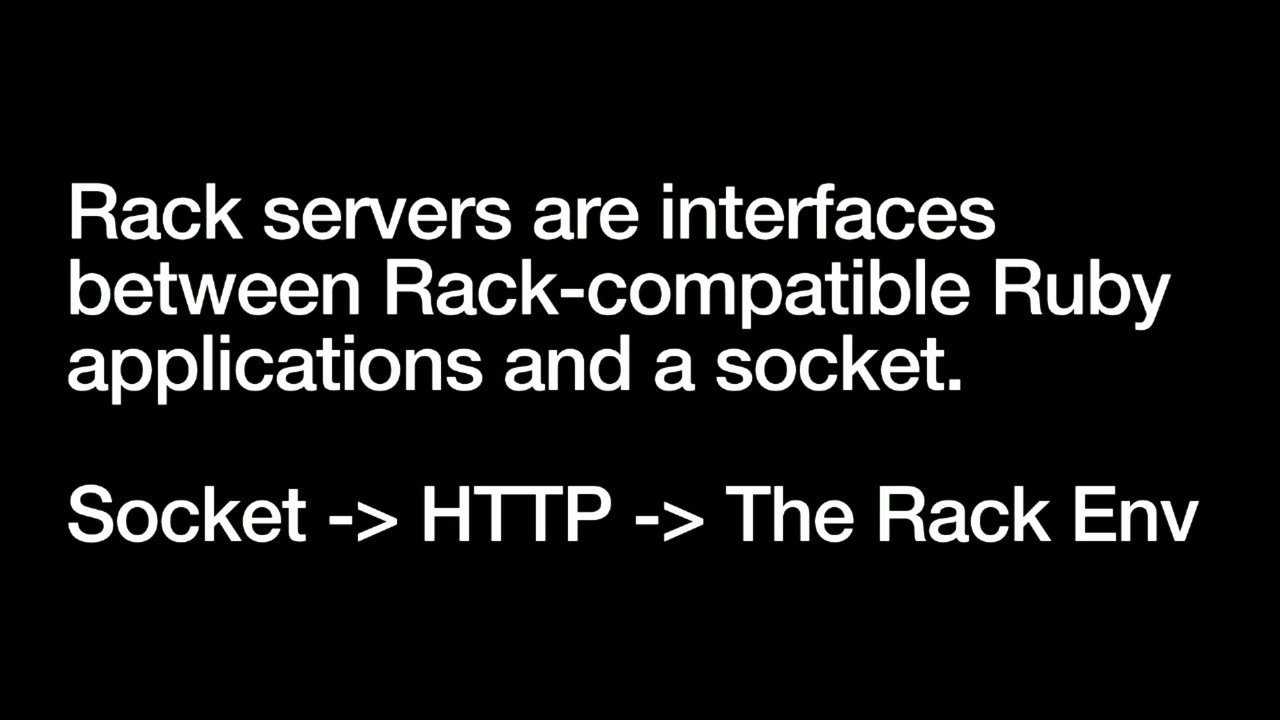 Rack servers are interfaces
between Rack-compatible Ruby
applications and a socket.
Socket -> HTTP -> The Rack Env